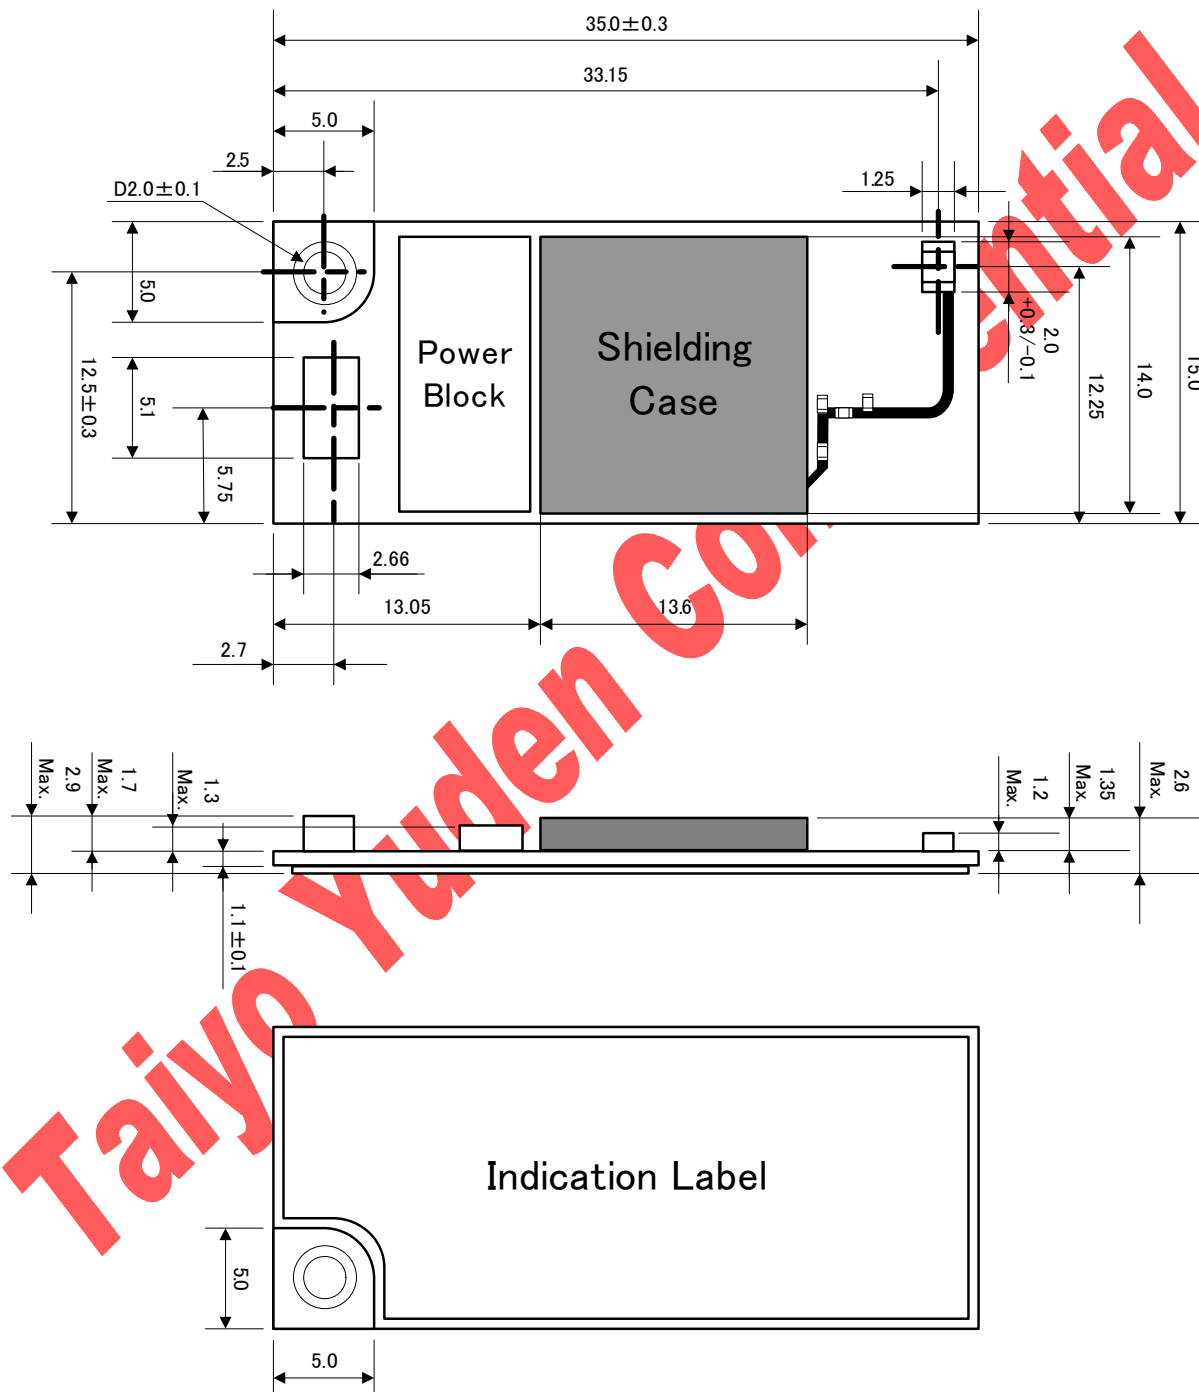 35.0±0.3
33.15
5.0
2.5
1.25
D2.0±0.1
5.0
12.5±0.3
5.1
5.75
Power
Block
Shielding
Case
2.0
+0.3/-0.1
12.25
14.0
15.0
2.66
13.05
13.6
2.7
2.9
Max.
1.7
Max.
1.3
Max.
1.2
Max.
1.35
Max.
2.6
Max.
1.1±0.1
Indication Label
5.0
5.0
Taiyo Yuden Confidential